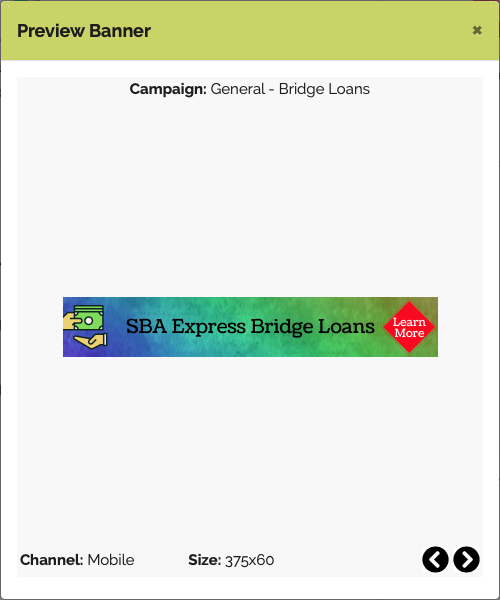 Preview Banner
×
Campaign: General - Bridge Loans
SBA Express Bridge Loans
Learn
More
Channel: Mobile
Size: 375x60